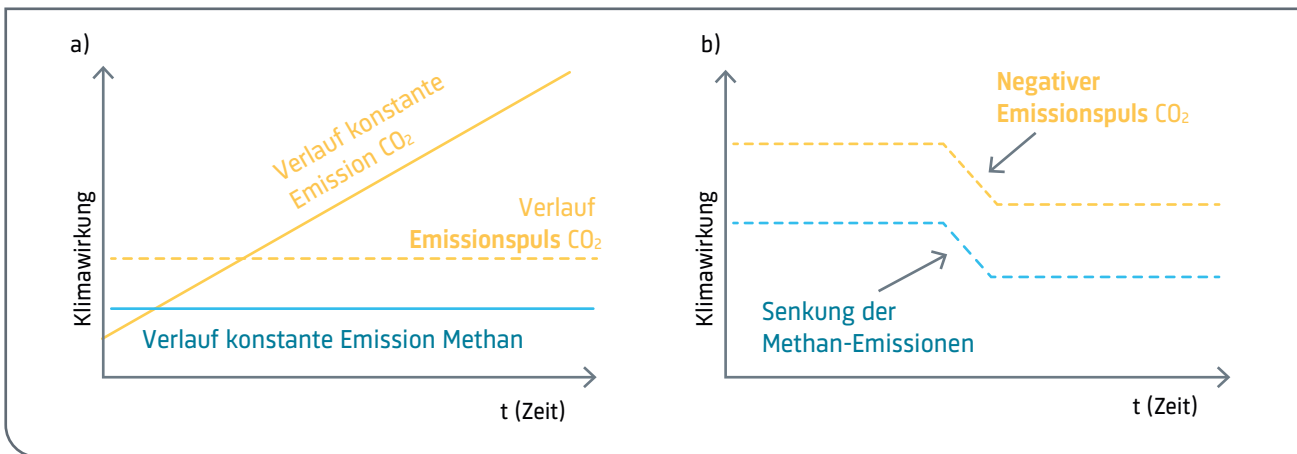 a)
Klimawirkung
Verlauf konstante
Emission CO₂
Verlauf
Emissionspuls CO₂
Verlauf konstante Emission Methan
t (Zeit)
b)
Klimawirkung
Negativer
Emissionspuls CO₂
Senkung der
Methan-Emissionen
t (Zeit)